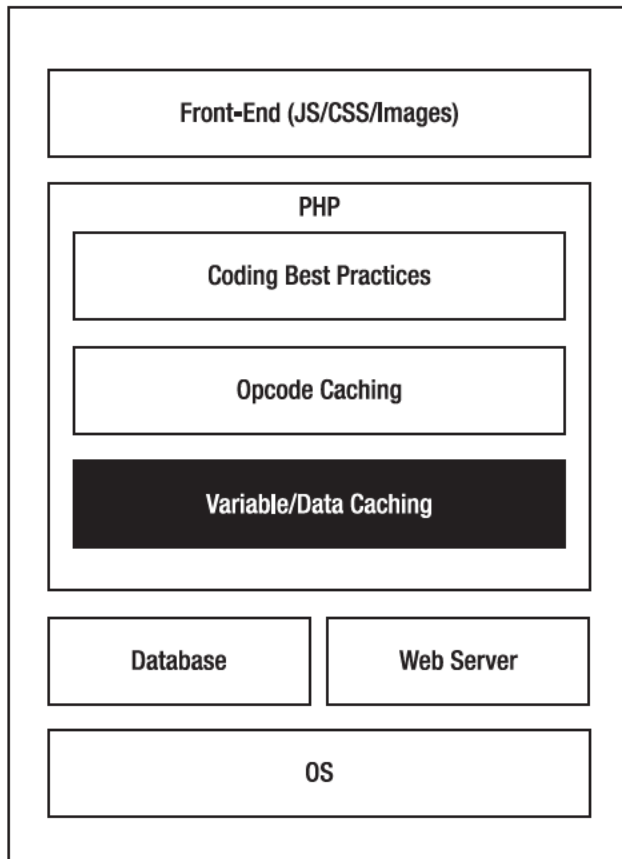 Front-End (JS/CSS/Images)
PHP
Coding Best Practices
Opcode Caching
Variable/Data Caching
Database
Web Server
OS